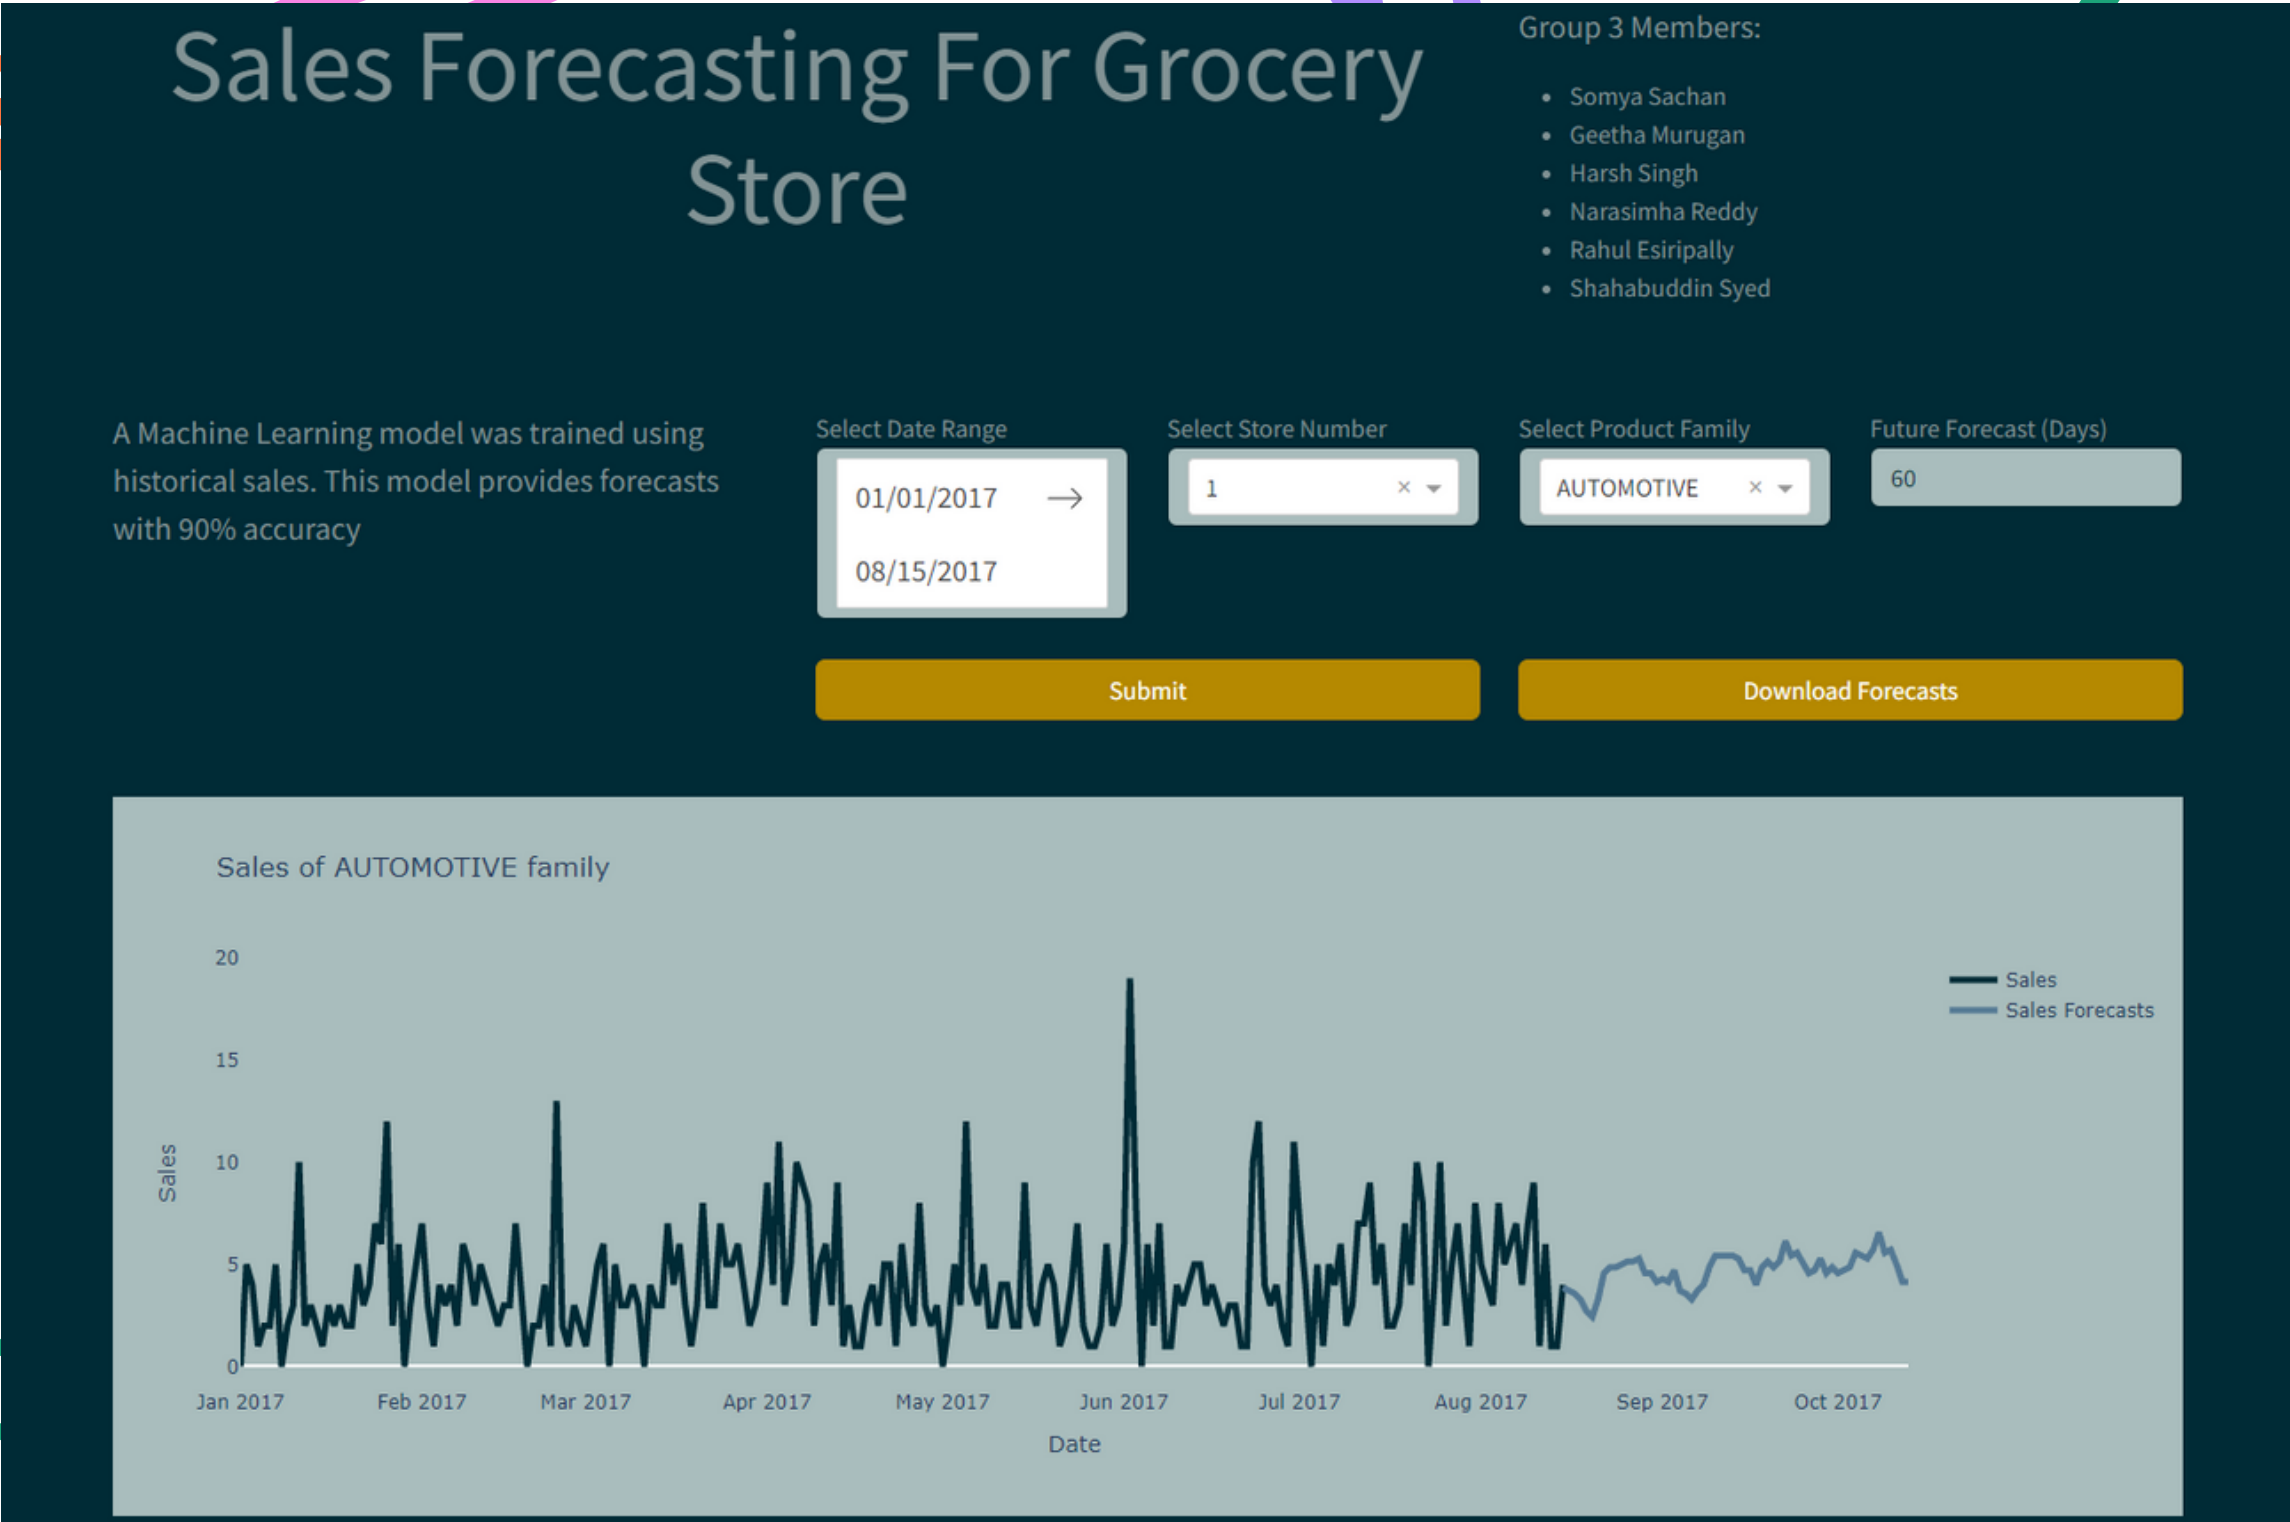 Sales Forecasting For Grocery
Store
Group 3 Members:
• Somya Sachan
• Geetha Murugan
• Harsh Singh
• Narasimha Reddy
• Rahul Esiripally
• Shahabuddin Syed
A Machine Learning model was trained using
historical sales. This model provides forecasts
with 90% accuracy
Select Date Range
01/01/2017 →
08/15/2017
Select Store Number
1 ×
Select Product Family
AUTOMOTIVE ×
Future Forecast (Days)
60
Submit
Download Forecasts
Sales of AUTOMOTIVE family
20
15
10
5
0
Sales
Jan 2017 Feb 2017 Mar 2017 Apr 2017 May 2017 Jun 2017 Jul 2017 Aug 2017 Sep 2017 Oct 2017
Date
Sales
Sales Forecasts